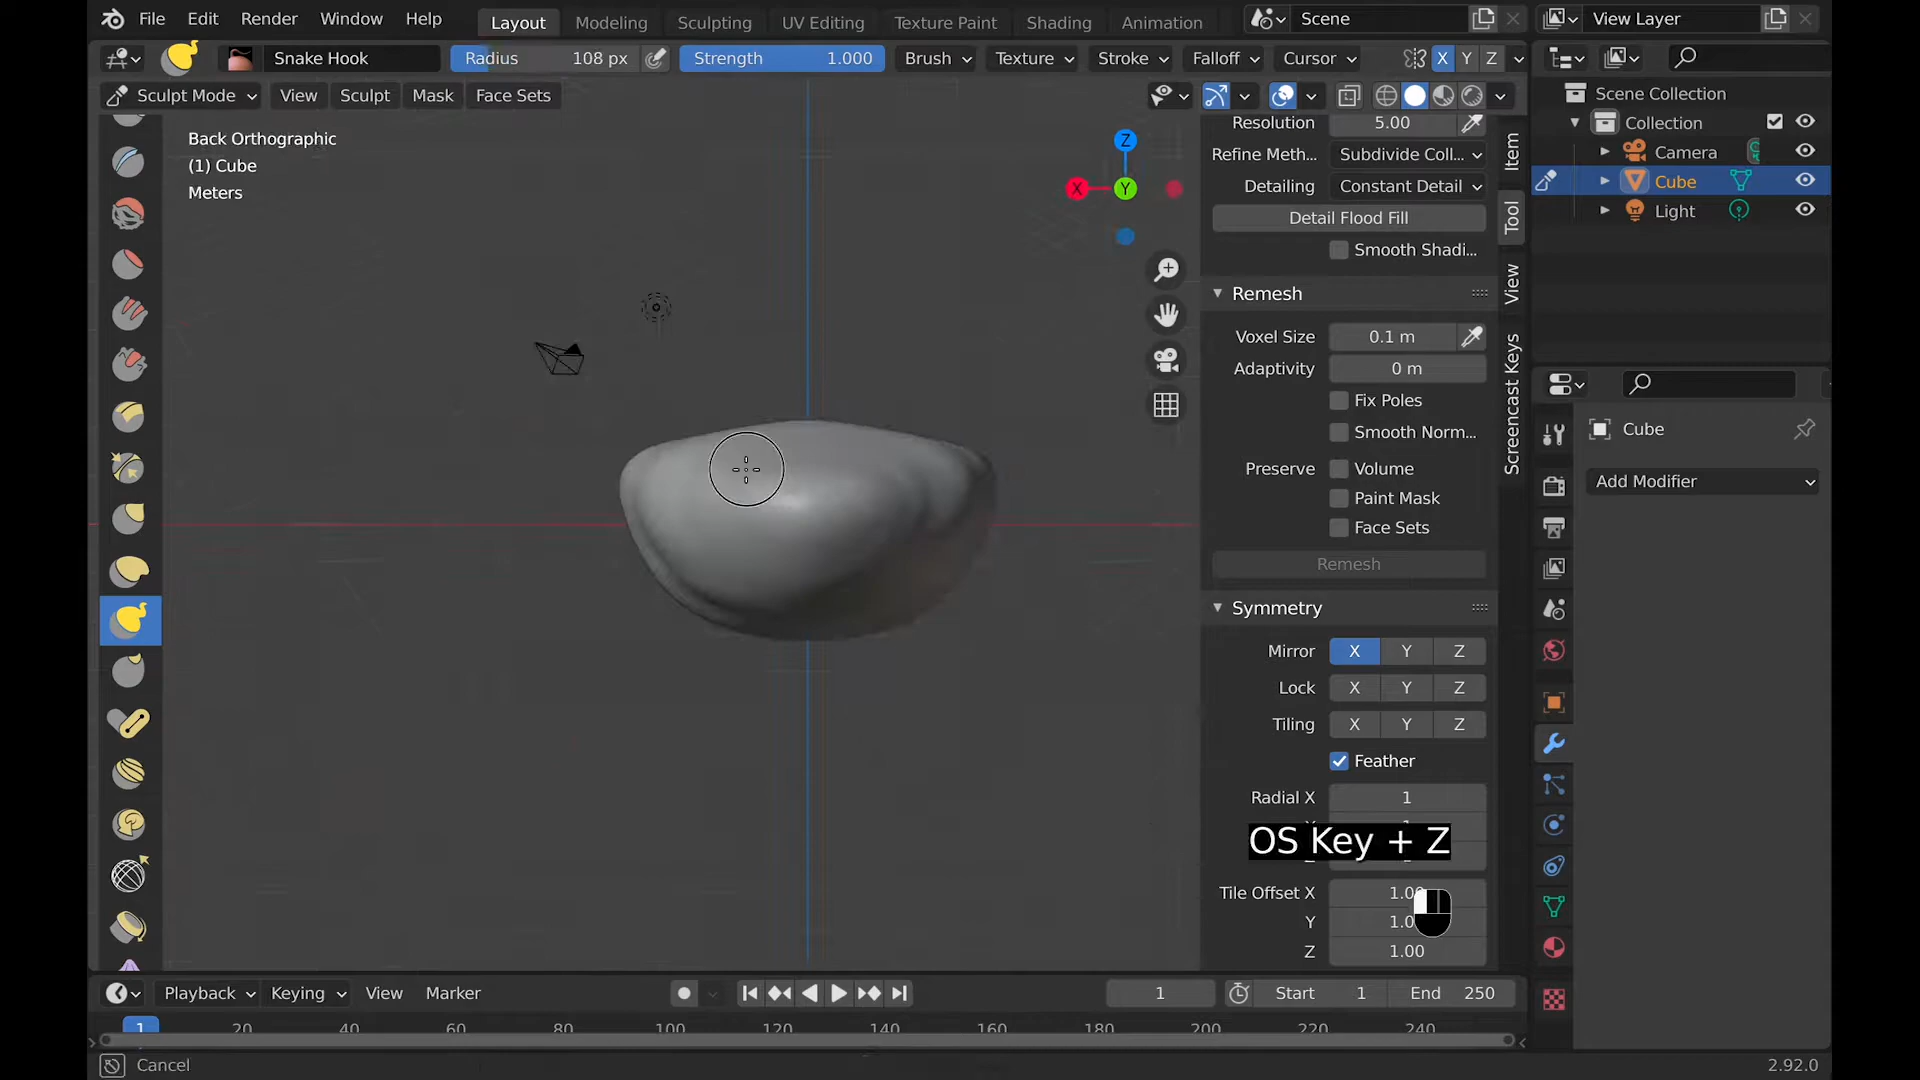 File Edit Render Window Help Layout Modeling Sculpting UV Editing Texture Paint Shading Animation Scene View Layer
Snake Hook Radius 108 px Strength 1.000 Brush Texture Stroke Falloff Cursor X Y Z
Sculpt Mode View Sculpt Mask Face Sets
Back Orthographic
(1) Cube
Meters
Z
X
Y
Resolution 5.00
Refine Meth... Subdivide Coll...
Detailing Constant Detail
Detail Flood Fill
Smooth Shadi...
Remesh
Voxel Size 0.1 m
Adaptivity 0 m
Fix Poles
Smooth Norm...
Preserve Volume
Paint Mask
Face Sets
Remesh
Symmetry
Mirror X Y Z
Lock X Y Z
Tiling X Y Z
Feather
Radial X 1
OS Key + Z
Tile Offset X 1.00
Y 1.0
Z 1.00
Item
Tool
View
Screencast Keys
Scene Collection
Collection
Camera
Cube
Light
Cube
Add Modifier
Playback Keying View Marker 1 Start 1 End 250
1 20 40 60 80 100 120 140 160 180 200 220 240
Cancel 2.92.0